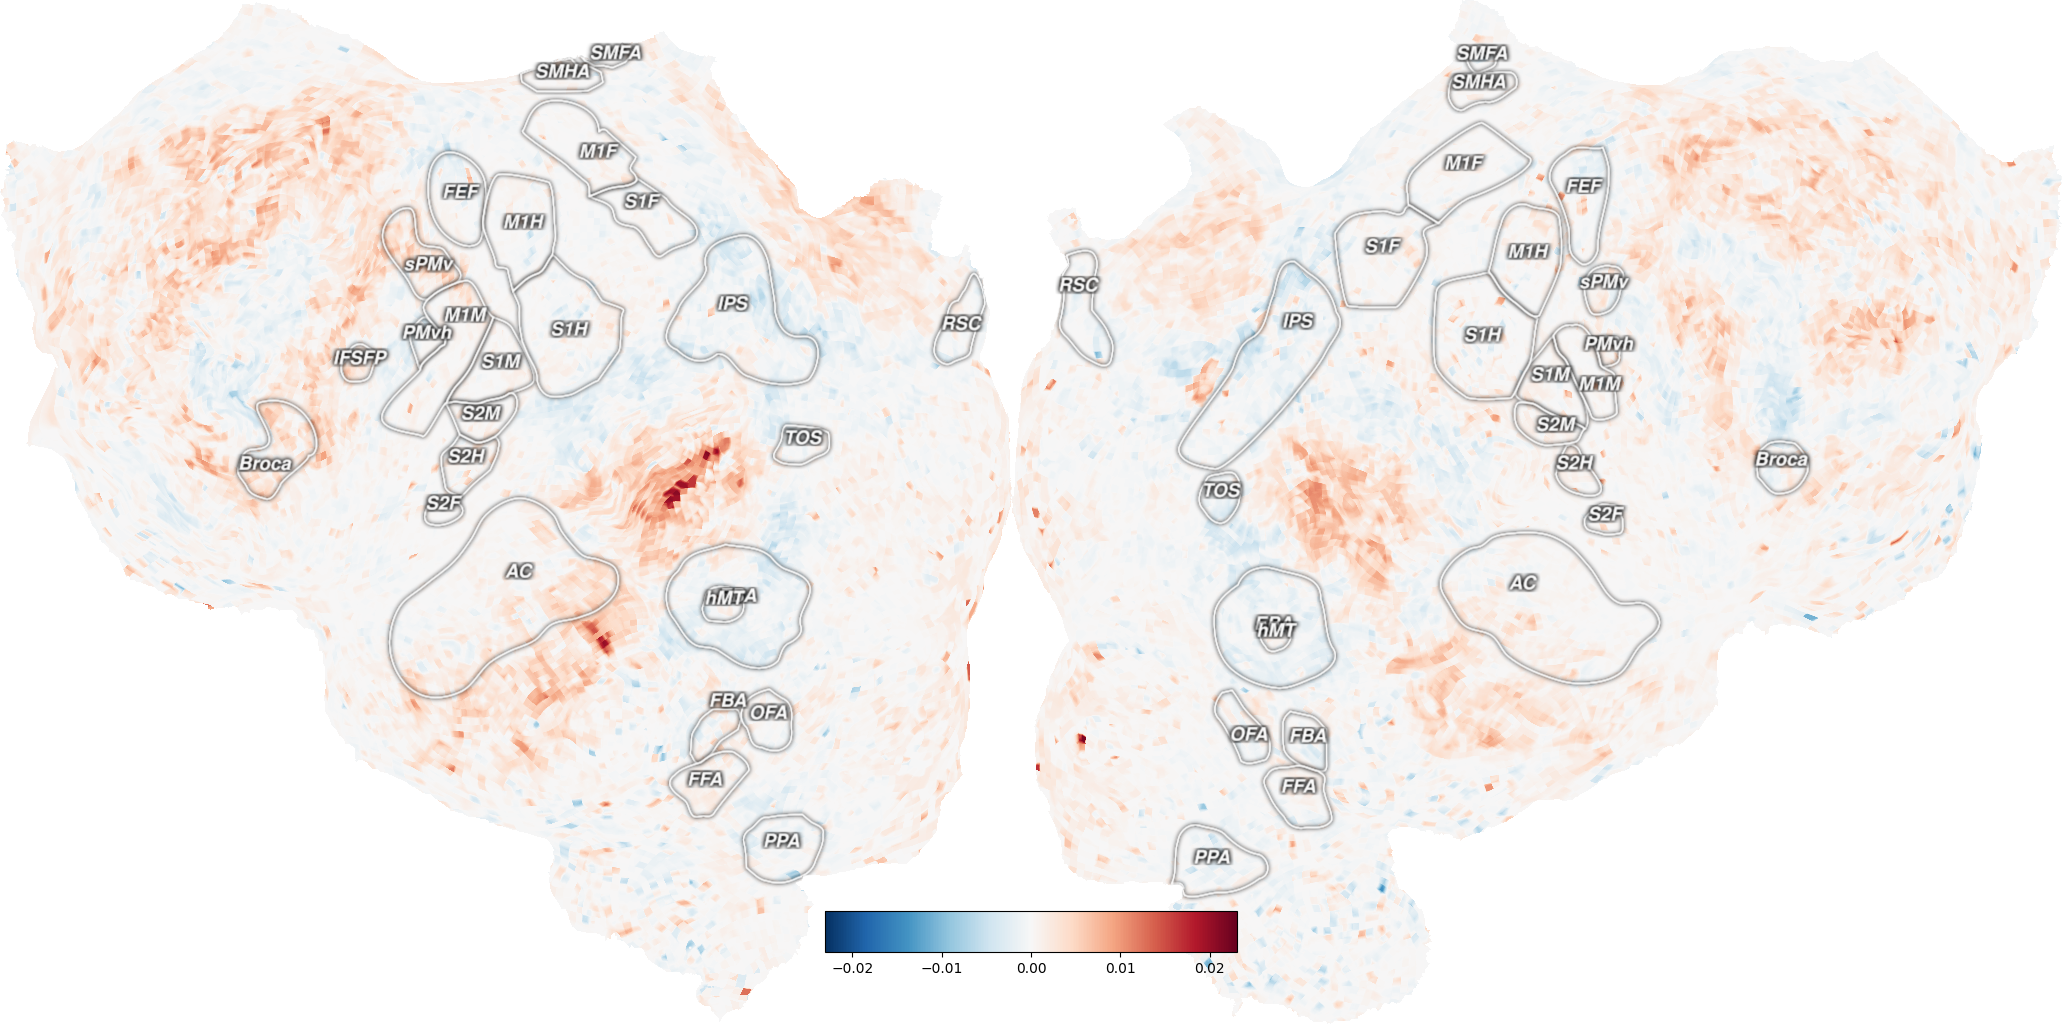 SMFA
SMHA
M1F
FEF
S1F
M1H
sPMv
IPS
M1M
PMvh
S1H
RSC
IFSFP
S1M
S2M
TOS
Broca
S2H
S2F
AC
hMT
FBA
OFA
FFA
PPA
SMFA
SMHA
M1F
FEF
S1F
M1H
RSC
sPMv
IPS
S1H
PMvh
S1M
M1M
S2M
Broca
S2H
TOS
S2F
AC
hMT
OFA
FBA
FFA
PPA
−0.02 −0.01 0.00 0.01 0.02